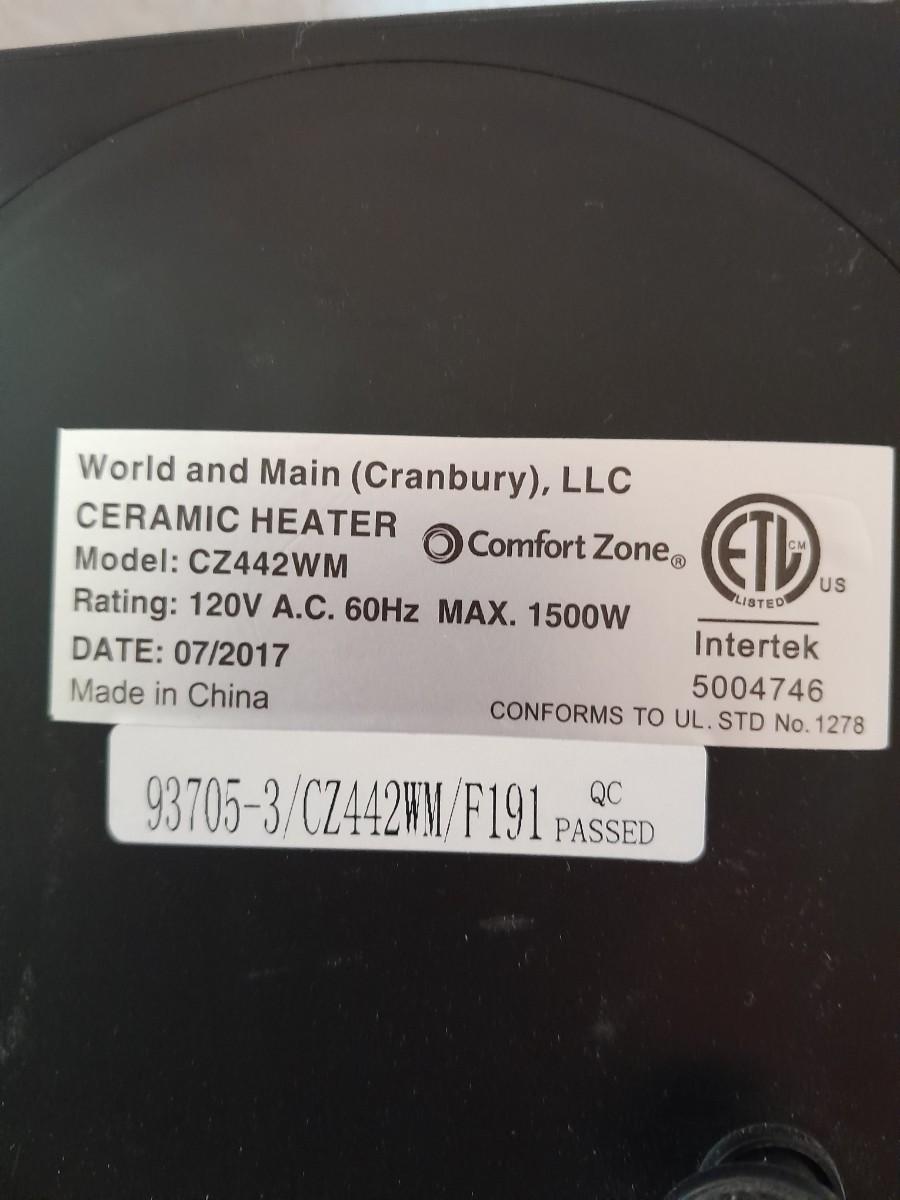 World and Main (Cranbury), LLC
CERAMIC HEATER
Comfort Zone®
Model: CZ442WM
Rating: 120V A.C. 60Hz MAX. 1500W
DATE: 07/2017
Made in China
ETL CM
LISTED
US
Intertek
5004746
CONFORMS TO UL. STD No. 1278
93705-3/CZ442WM/F191 QC
PASSED